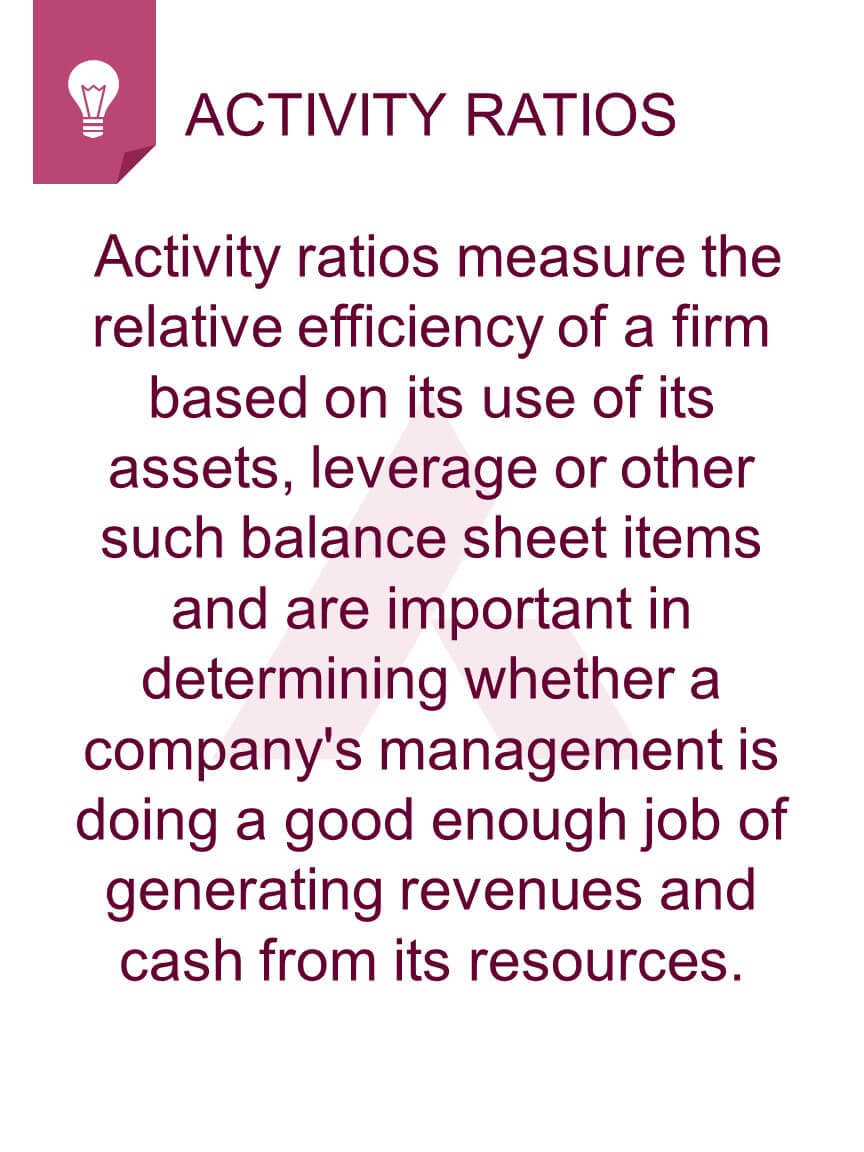 ACTIVITY RATIOS
Activity ratios measure the
relative efficiency of a firm
based on its use of its
assets, leverage or other
such balance sheet items
and are important in
determining whether a
company's management is
doing a good enough job of
generating revenues and
cash from its resources.